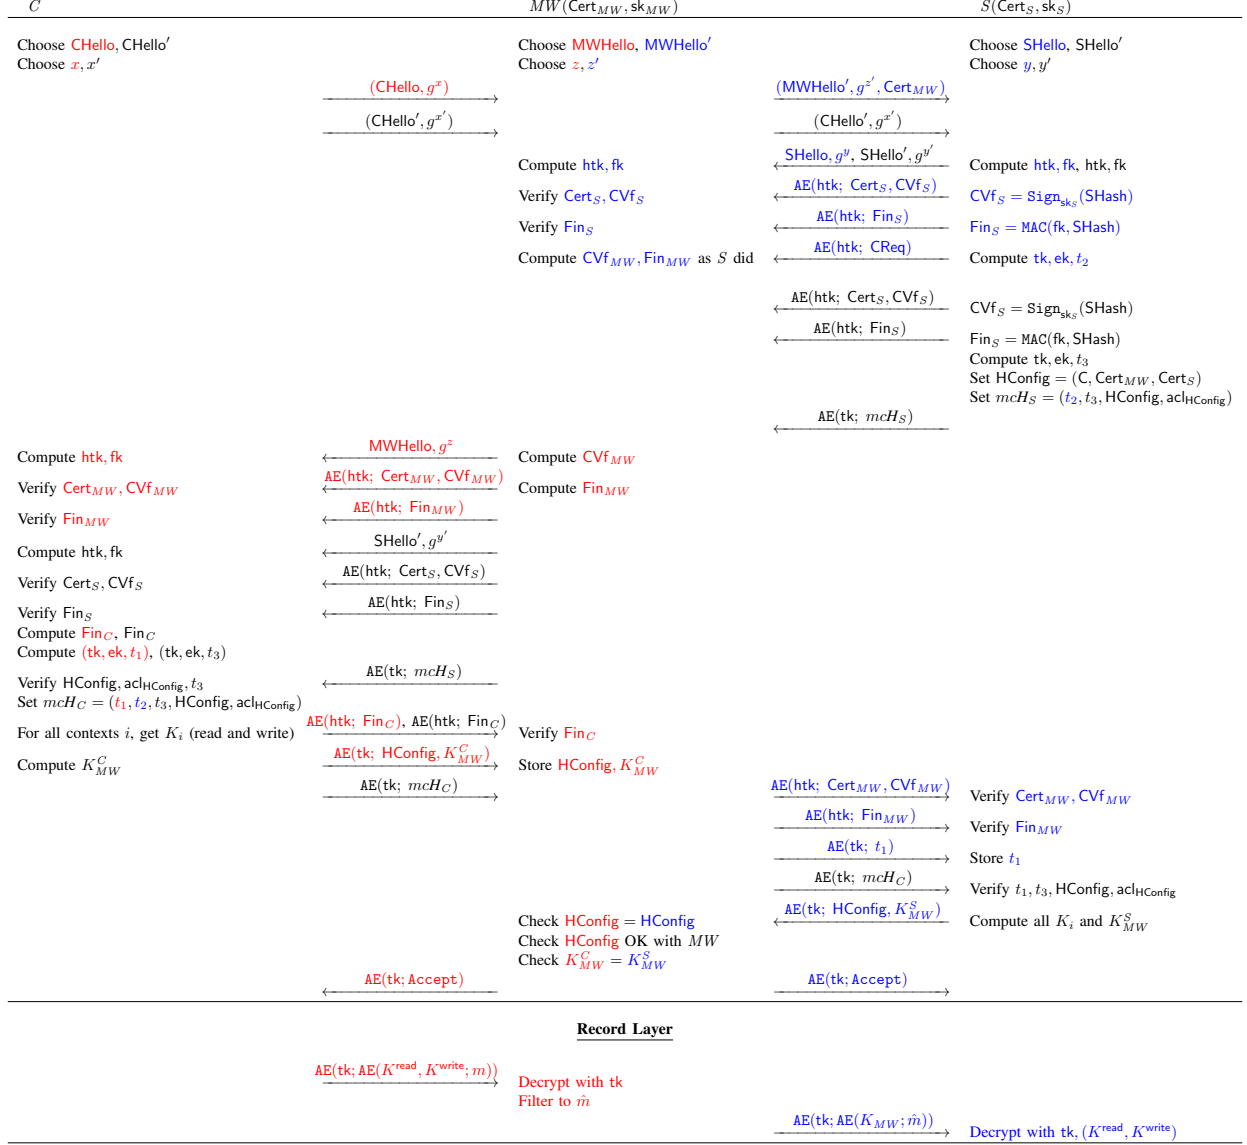 C MW(Cert_MW, sk_MW) S(Cert_S, sk_S)
Choose CHello, CHello′ Choose MWHello, MWHello′ Choose SHello, SHello′
Choose x, x′ Choose z, z′ Choose y, y′
(CHello, g^x) (MWHello′, g^z′, Cert_MW)
(CHello′, g^x′) (CHello′, g^x′)
SHello, g^y, SHello′, g^y′
Compute htk, fk Compute htk, fk, htk, fk
AE(htk; Cert_S, CVf_S)
Verify Cert_S, CVf_S CVf_S = Sign_sk_S(SHash)
AE(htk; Fin_S)
Verify Fin_S Fin_S = MAC(fk, SHash)
AE(htk; CReq)
Compute CVf_MW, Fin_MW as S did Compute tk, ek, t_2
AE(htk; Cert_S, CVf_S)
CVf_S = Sign_sk_S(SHash)
AE(htk; Fin_S)
Fin_S = MAC(fk, SHash)
Compute tk, ek, t_3
Set HConfig = (C, Cert_MW, Cert_S)
Set mcH_S = (t_2, t_3, HConfig, acl_HConfig)
AE(tk; mcH_S)
MWHello, g^z
Compute htk, fk Compute CVf_MW
AE(htk; Cert_MW, CVf_MW)
Verify Cert_MW, CVf_MW Compute Fin_MW
AE(htk; Fin_MW)
Verify Fin_MW
SHello′, g^y′
Compute htk, fk
AE(htk; Cert_S, CVf_S)
Verify Cert_S, CVf_S
AE(htk; Fin_S)
Verify Fin_S
Compute Fin_C, Fin_C
Compute (tk, ek, t_1), (tk, ek, t_3)
AE(tk; mcH_S)
Verify HConfig, acl_HConfig, t_3
Set mcH_C = (t_1, t_2, t_3, HConfig, acl_HConfig)
AE(htk; Fin_C), AE(htk; Fin_C)
For all contexts i, get K_i (read and write) Verify Fin_C
AE(tk; HConfig, K^C_MW)
Compute K^C_MW Store HConfig, K^C_MW
AE(tk; mcH_C) AE(htk; Cert_MW, CVf_MW)
Verify Cert_MW, CVf_MW
AE(htk; Fin_MW)
Verify Fin_MW
AE(tk; t_1)
Store t_1
AE(tk; mcH_C)
Verify t_1, t_3, HConfig, acl_HConfig
AE(tk; HConfig, K^S_MW)
Check HConfig = HConfig Compute all K_i and K^S_MW
Check HConfig OK with MW
Check K^C_MW = K^S_MW
AE(tk; Accept) AE(tk; Accept)
Record Layer
AE(tk; AE(K^read, K^write; m))
Decrypt with tk
Filter to m̂
AE(tk; AE(K_MW; m̂))
Decrypt with tk, (K^read, K^write)